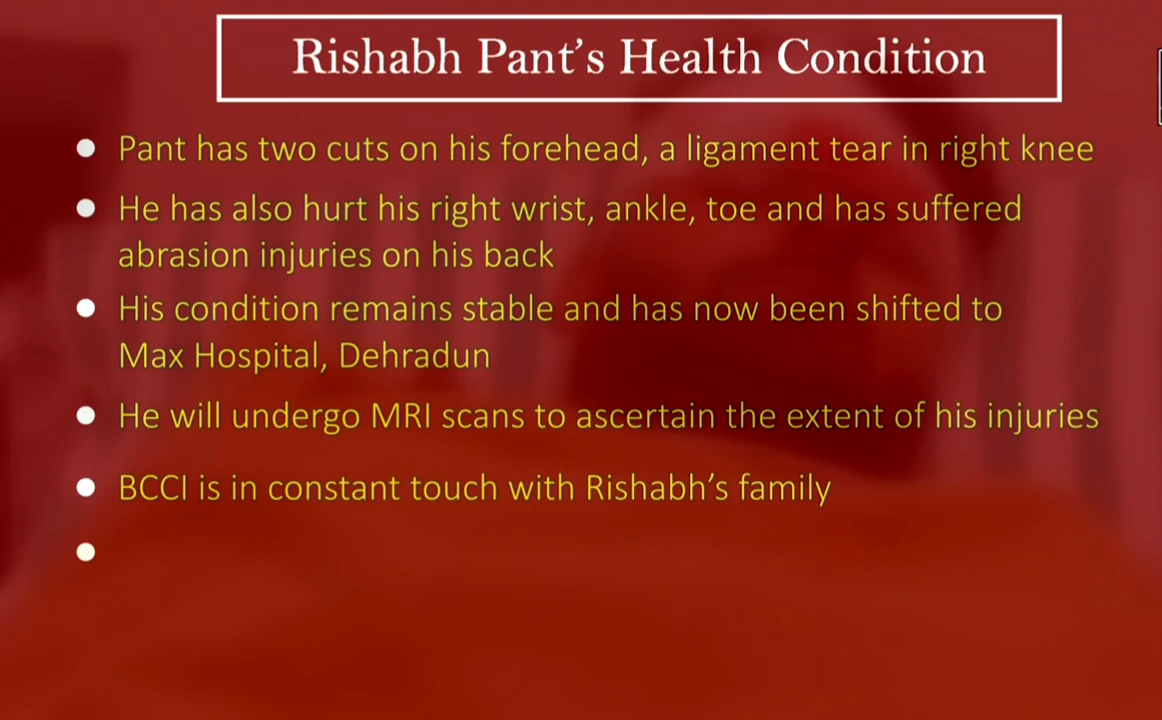 Rishabh Pant’s Health Condition
Pant has two cuts on his forehead, a ligament tear in right knee
He has also hurt his right wrist, ankle, toe and has suffered
abrasion injuries on his back
His condition remains stable and has now been shifted to
Max Hospital, Dehradun
He will undergo MRI scans to ascertain the extent of his injuries
BCCI is in constant touch with Rishabh’s family